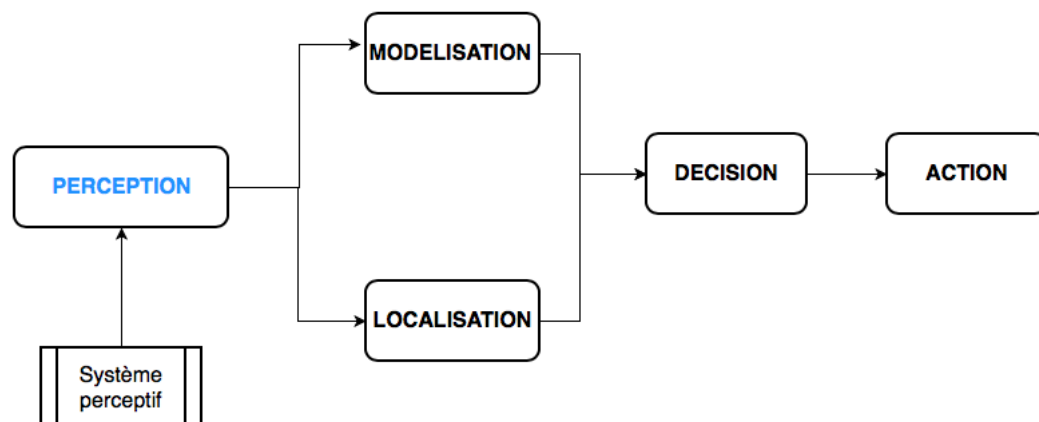 MODELISATION
PERCEPTION
DECISION
ACTION
LOCALISATION
Système
perceptif